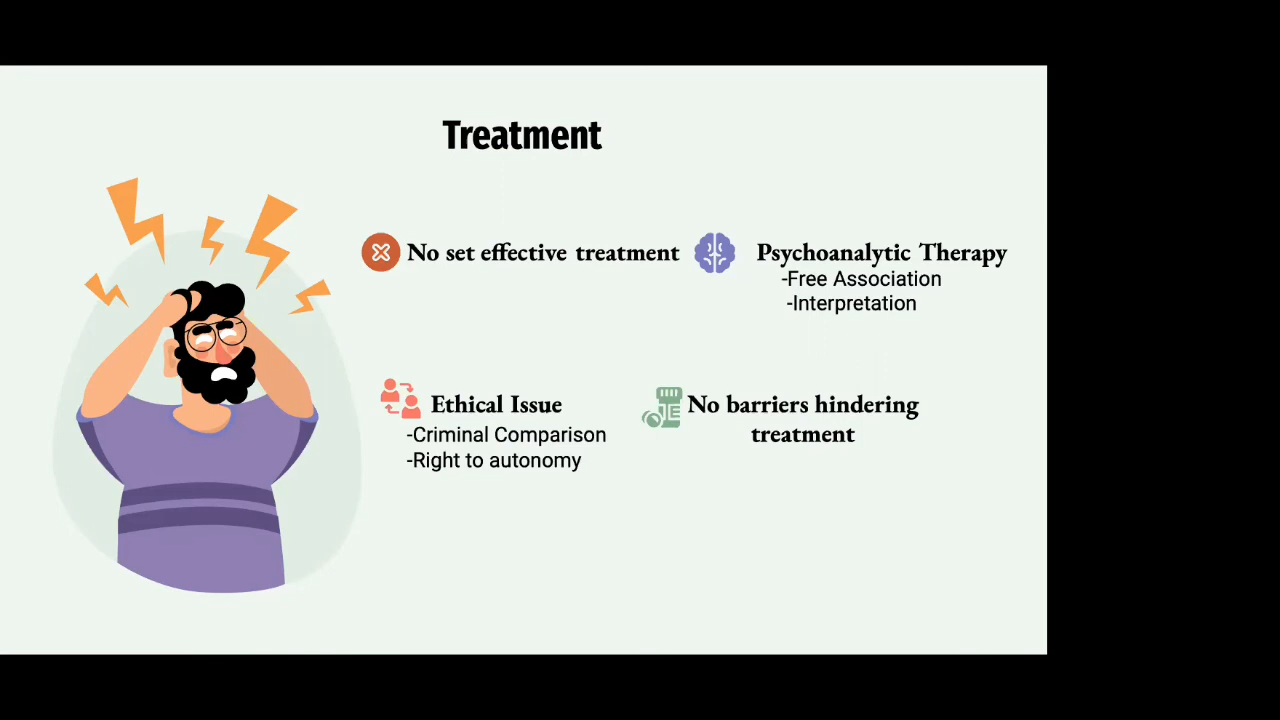 Treatment
No set effective treatment
Psychoanalytic Therapy
-Free Association
-Interpretation
Ethical Issue
-Criminal Comparison
-Right to autonomy
No barriers hindering
treatment